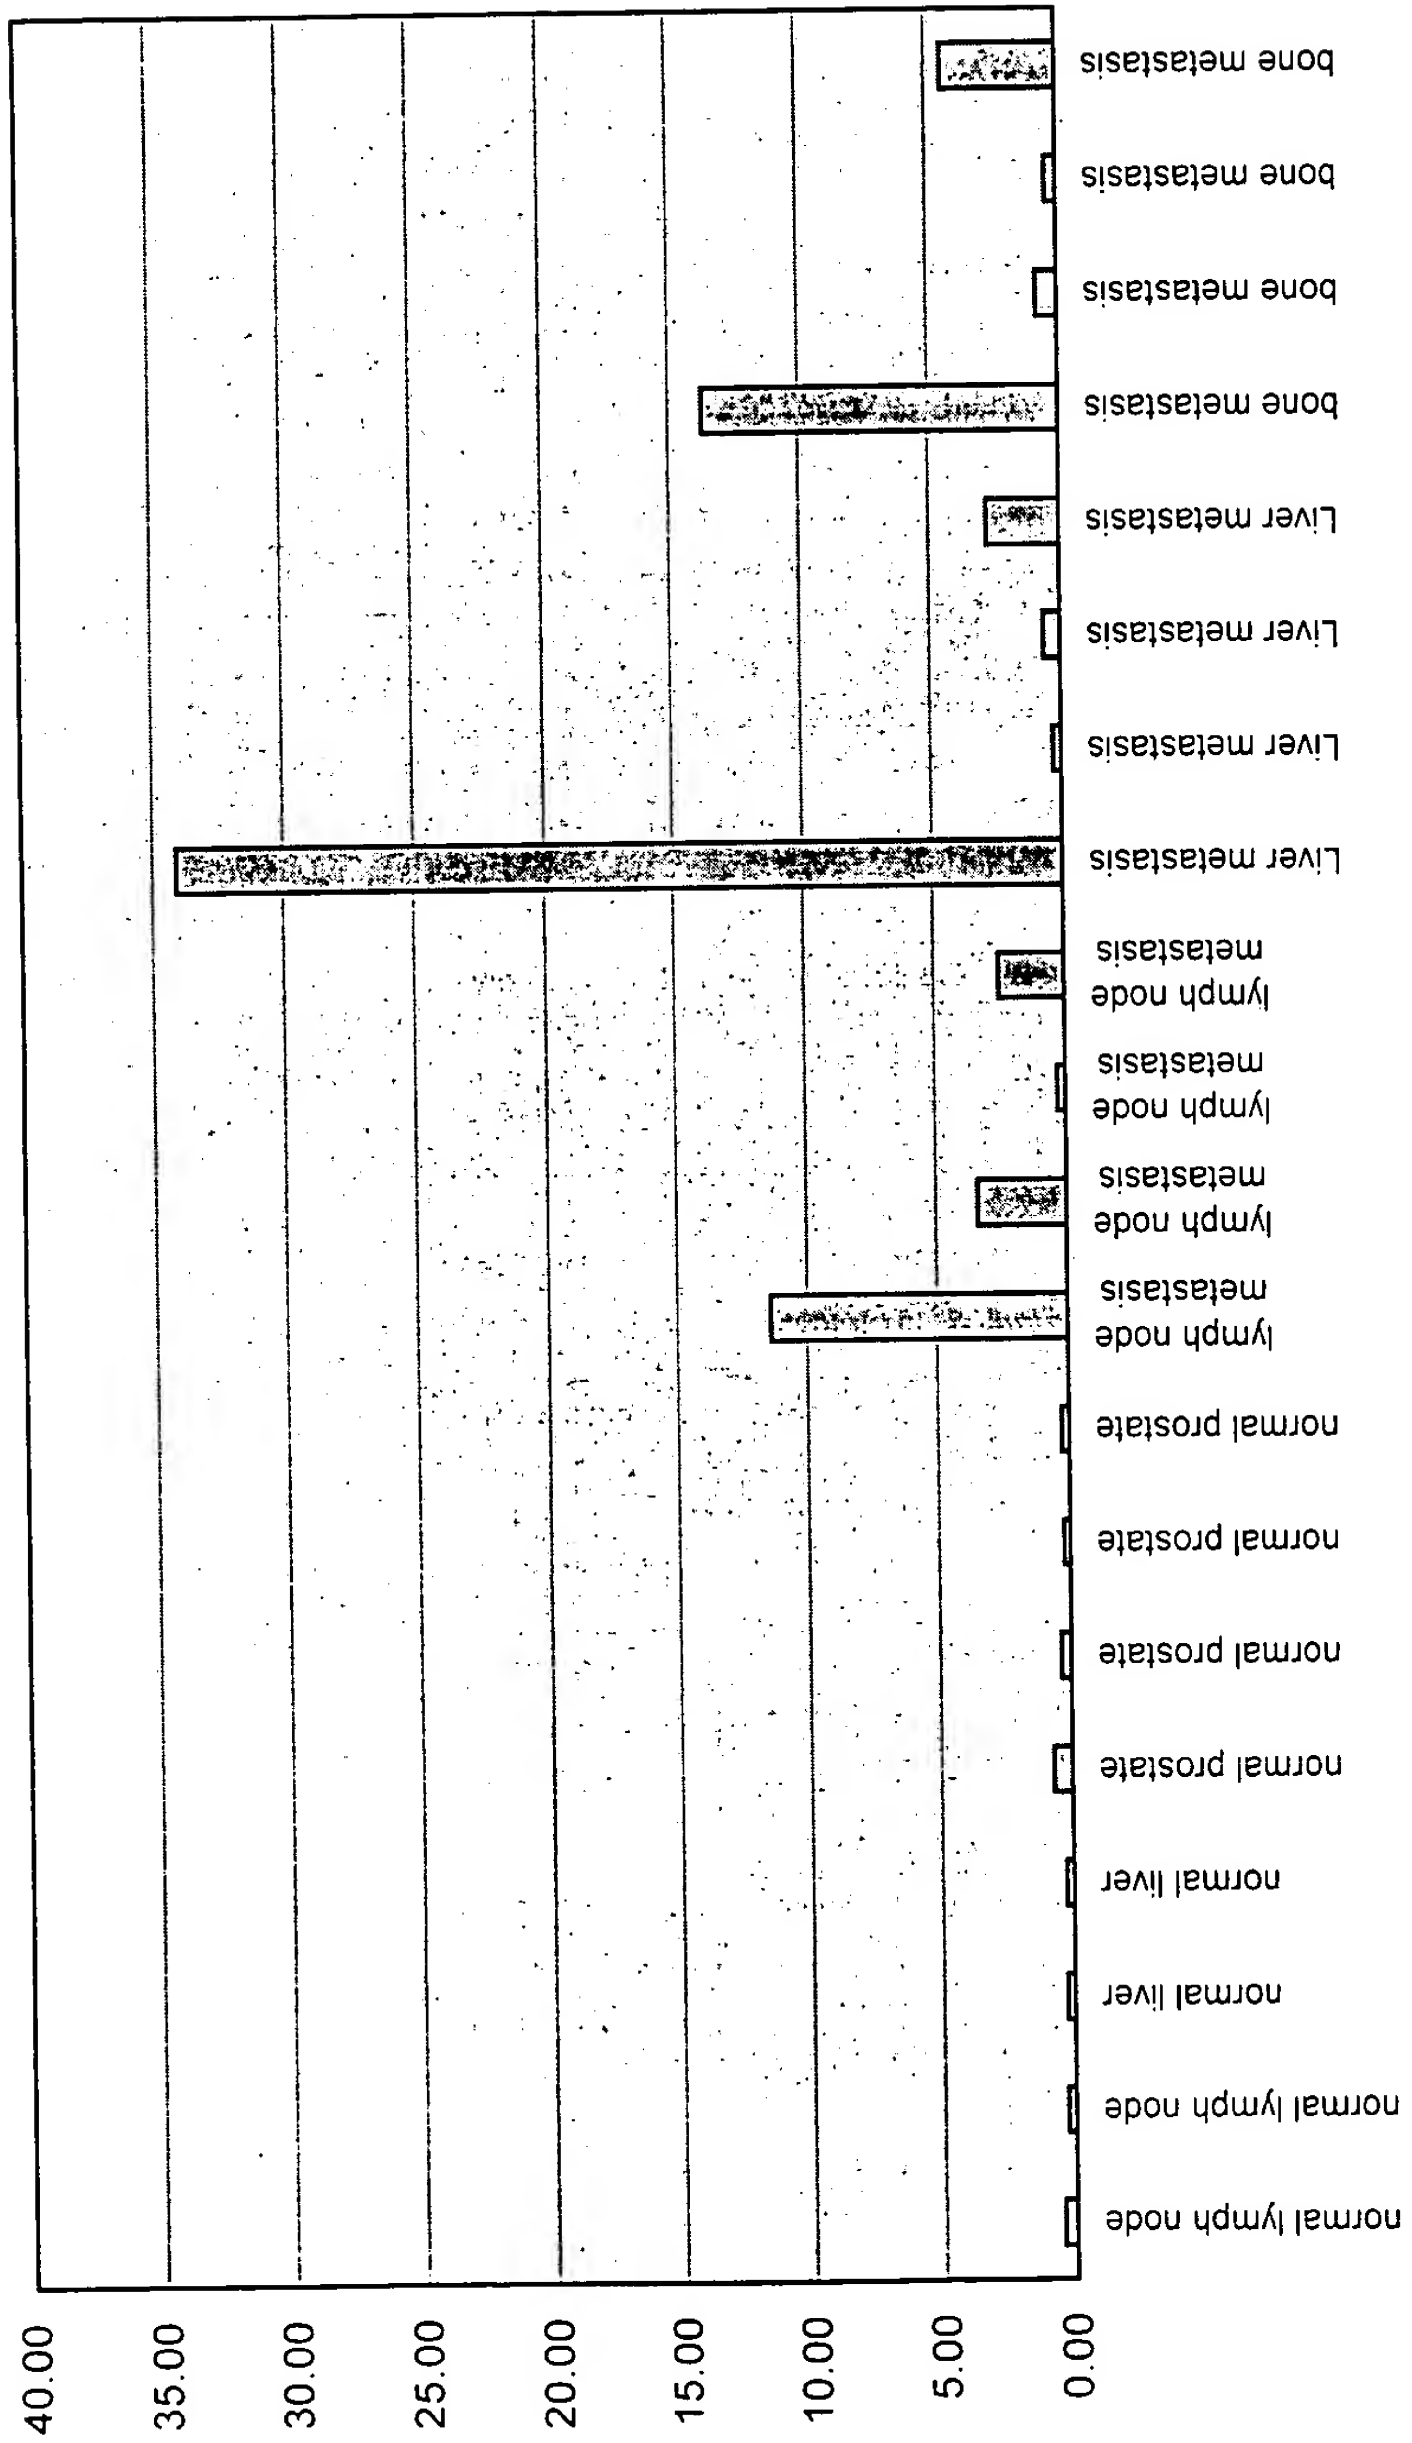 40.00
35.00
30.00
25.00
20.00
15.00
10.00
5.00
0.00
normal lymph node
normal lymph node
normal liver
normal liver
normal prostate
normal prostate
normal prostate
normal prostate
lymph node
metastasis
lymph node
metastasis
lymph node
metastasis
lymph node
metastasis
Liver metastasis
Liver metastasis
Liver metastasis
Liver metastasis
bone metastasis
bone metastasis
bone metastasis
bone metastasis